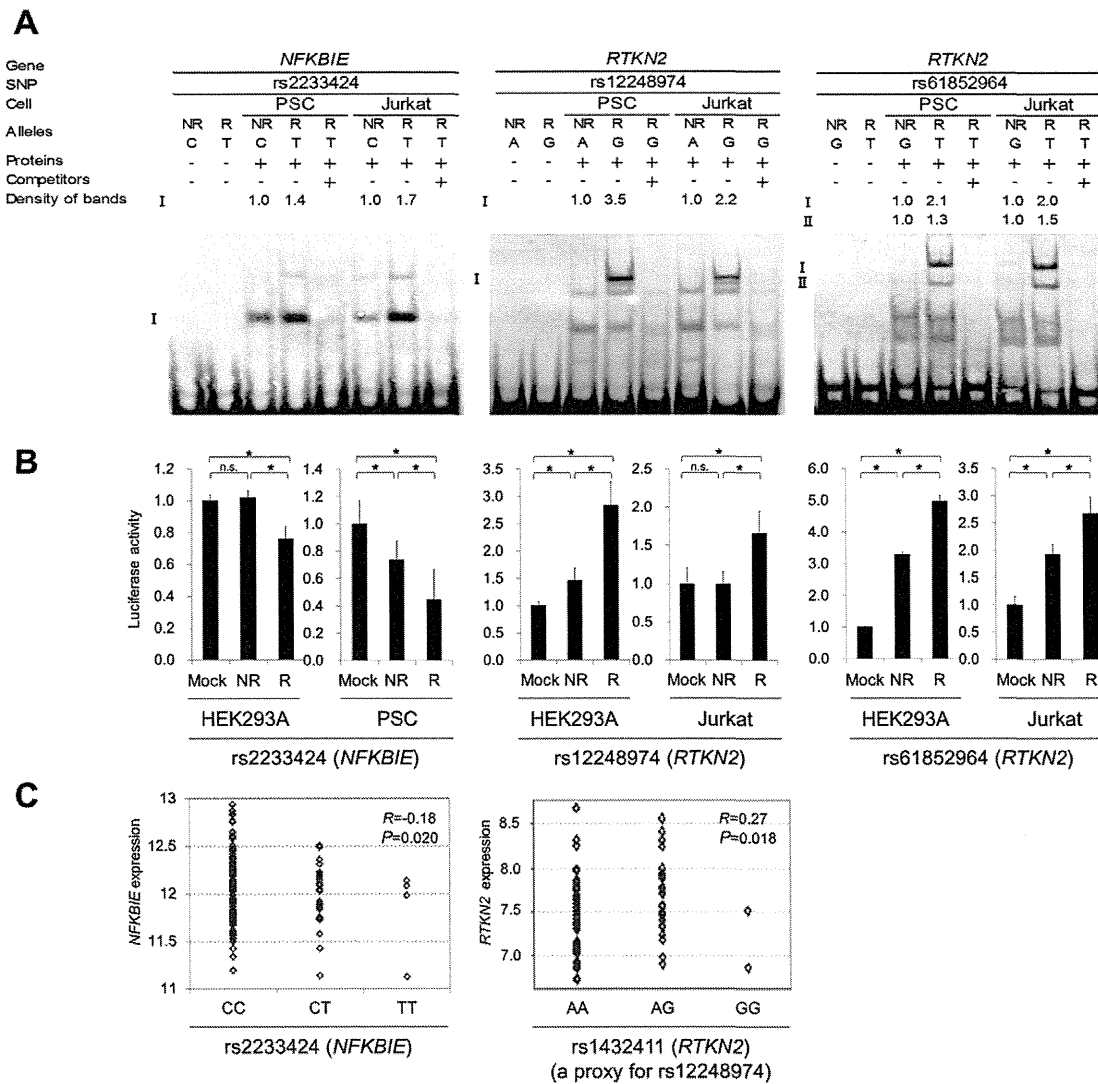 A
Gene NFKBIE RTKN2 RTKN2
SNP rs2233424 rs12248974 rs61852964
Cell PSC Jurkat PSC Jurkat PSC Jurkat
Alleles NR R NR R R NR R R NR R NR R R NR R R NR R NR R R NR R R
C T C T T C T T A G A G G A G G G T G T T G T T
Proteins - - + + + + + + - - + + + + + + - - + + + + + +
Competitors - - - - + - - + - - - - + - - + - - - - + - - +
Density of bands I 1.0 1.4 1.0 1.7 I 1.0 3.5 1.0 2.2 I 1.0 2.1 1.0 2.0
II 1.0 1.3 1.0 1.5
I
I
II
I
B
* * * * * *
n.s. * * * * * n.s. * * * * *
Luciferase activity
1.2 1.4 3.5 2.5 6.0 3.5
1.0 1.2 3.0 2.0 5.0 3.0
0.8 1.0 2.5 1.5 4.0 2.5
0.6 0.8 2.0 1.0 3.0 2.0
0.4 0.6 1.5 0.5 2.0 1.5
0.2 0.4 1.0 0.0 1.0 1.0
0.0 0.2 0.5 0.0 0.5
0.0 0.0 0.0
Mock NR R Mock NR R Mock NR R Mock NR R Mock NR R Mock NR R
HEK293A PSC HEK293A Jurkat HEK293A Jurkat
rs2233424 (NFKBIE) rs12248974 (RTKN2) rs61852964 (RTKN2)
C
NFKBIE expression
13
12.5
12
11.5
11
R=-0.18
P=0.020
CC CT TT
rs2233424 (NFKBIE)
RTKN2 expression
8.5
8.0
7.5
7.0
R=0.27
P=0.018
AA AG GG
rs1432411 (RTKN2)
(a proxy for rs12248974)